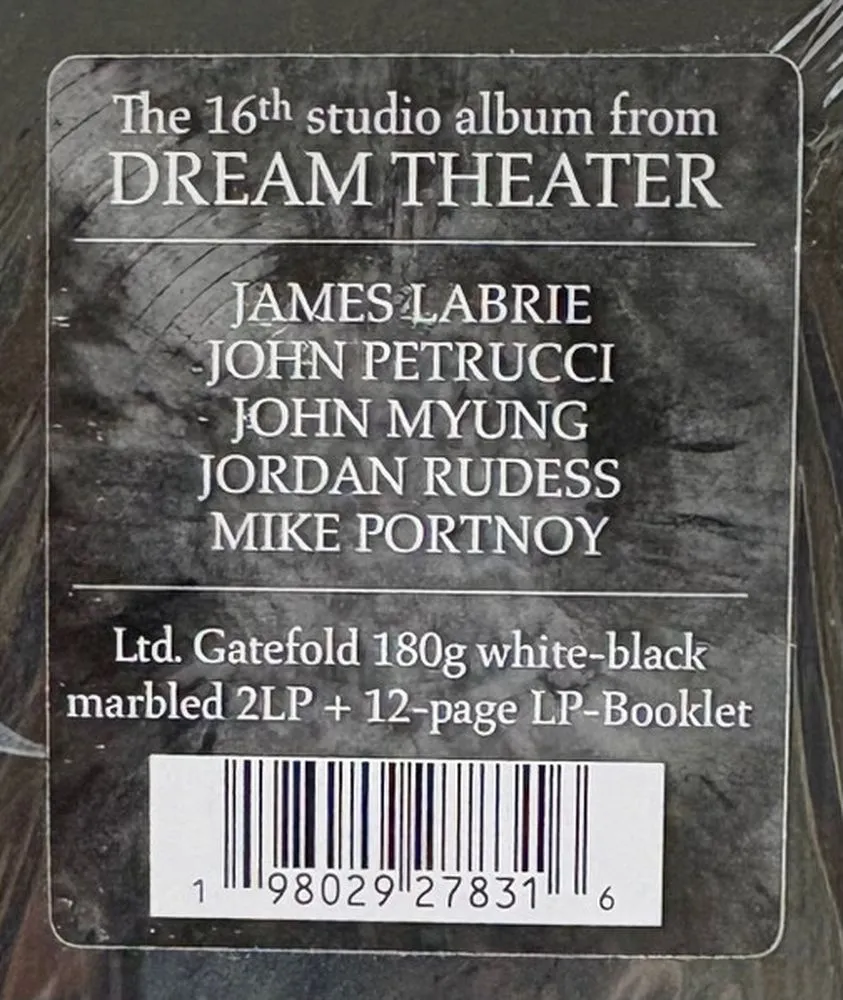 The 16th studio album from
DREAM THEATER
JAMES LABRIE
JOHN PETRUCCI
JOHN MYUNG
JORDAN RUDESS
MIKE PORTNOY
Ltd. Gatefold 180g white-black
marbled 2LP + 12-page LP-Booklet
1 98029 27831 6